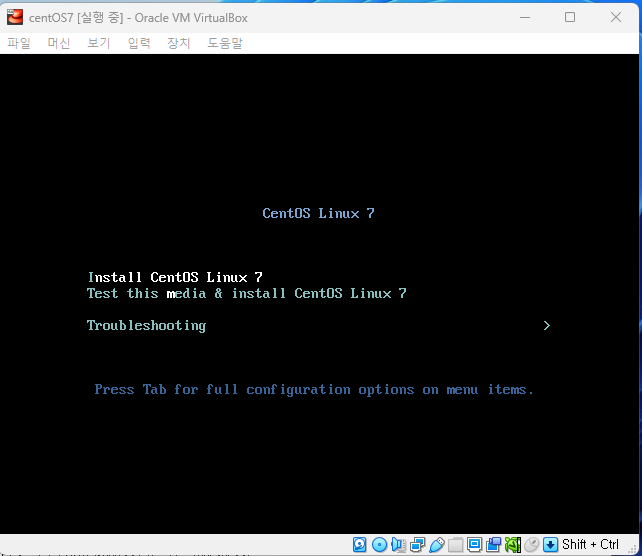 centOS7 [실행 중] - Oracle VM VirtualBox
파일 머신 보기 입력 장치 도움말
CentOS Linux 7
Install CentOS Linux 7
Test this media & install CentOS Linux 7
Troubleshooting >
Press Tab for full configuration options on menu items.
Shift + Ctrl